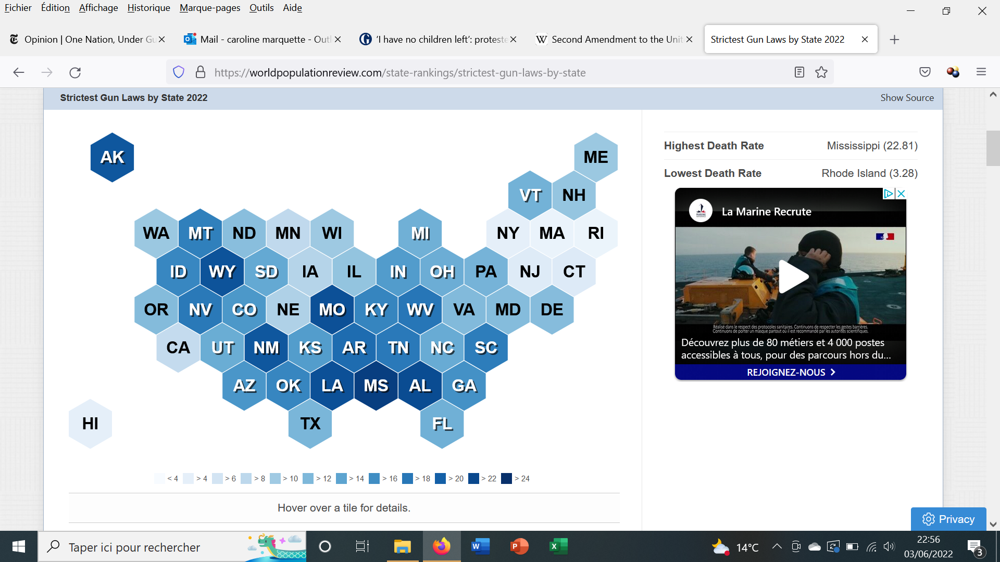 Fichier Édition Affichage Historique Marque-pages Outils Aide
Opinion | One Nation, Under Gu
Mail - caroline marquette - Outl
'I have no children left': proteste
Second Amendment to the Unit
Strictest Gun Laws by State 2022
https://worldpopulationreview.com/state-rankings/strictest-gun-laws-by-state
Strictest Gun Laws by State 2022
Show Source
AK
ME
VT NH
WA MT ND MN WI MI NY MA RI
ID WY SD IA IL IN OH PA NJ CT
OR NV CO NE MO KY WV VA MD DE
CA UT NM KS AR TN NC SC
AZ OK LA MS AL GA
HI TX FL
< 4 > 4 > 6 > 8 > 10 > 12 > 14 > 16 > 18 > 20 > 22 > 24
Hover over a tile for details.
Highest Death Rate Mississippi (22.81)
Lowest Death Rate Rhode Island (3.28)
La Marine Recrute
Réalisé dans le respect des protocoles sanitaires. Continuons de respecter les gestes barrières.
Continuons de porter un masque partout où il est recommandé par les autorités scientifiques.
Découvrez plus de 80 métiers et 4 000 postes
accessibles à tous, pour des parcours hors du...
REJOIGNEZ-NOUS
Privacy
Taper ici pour rechercher
14°C
22:56
03/06/2022
3